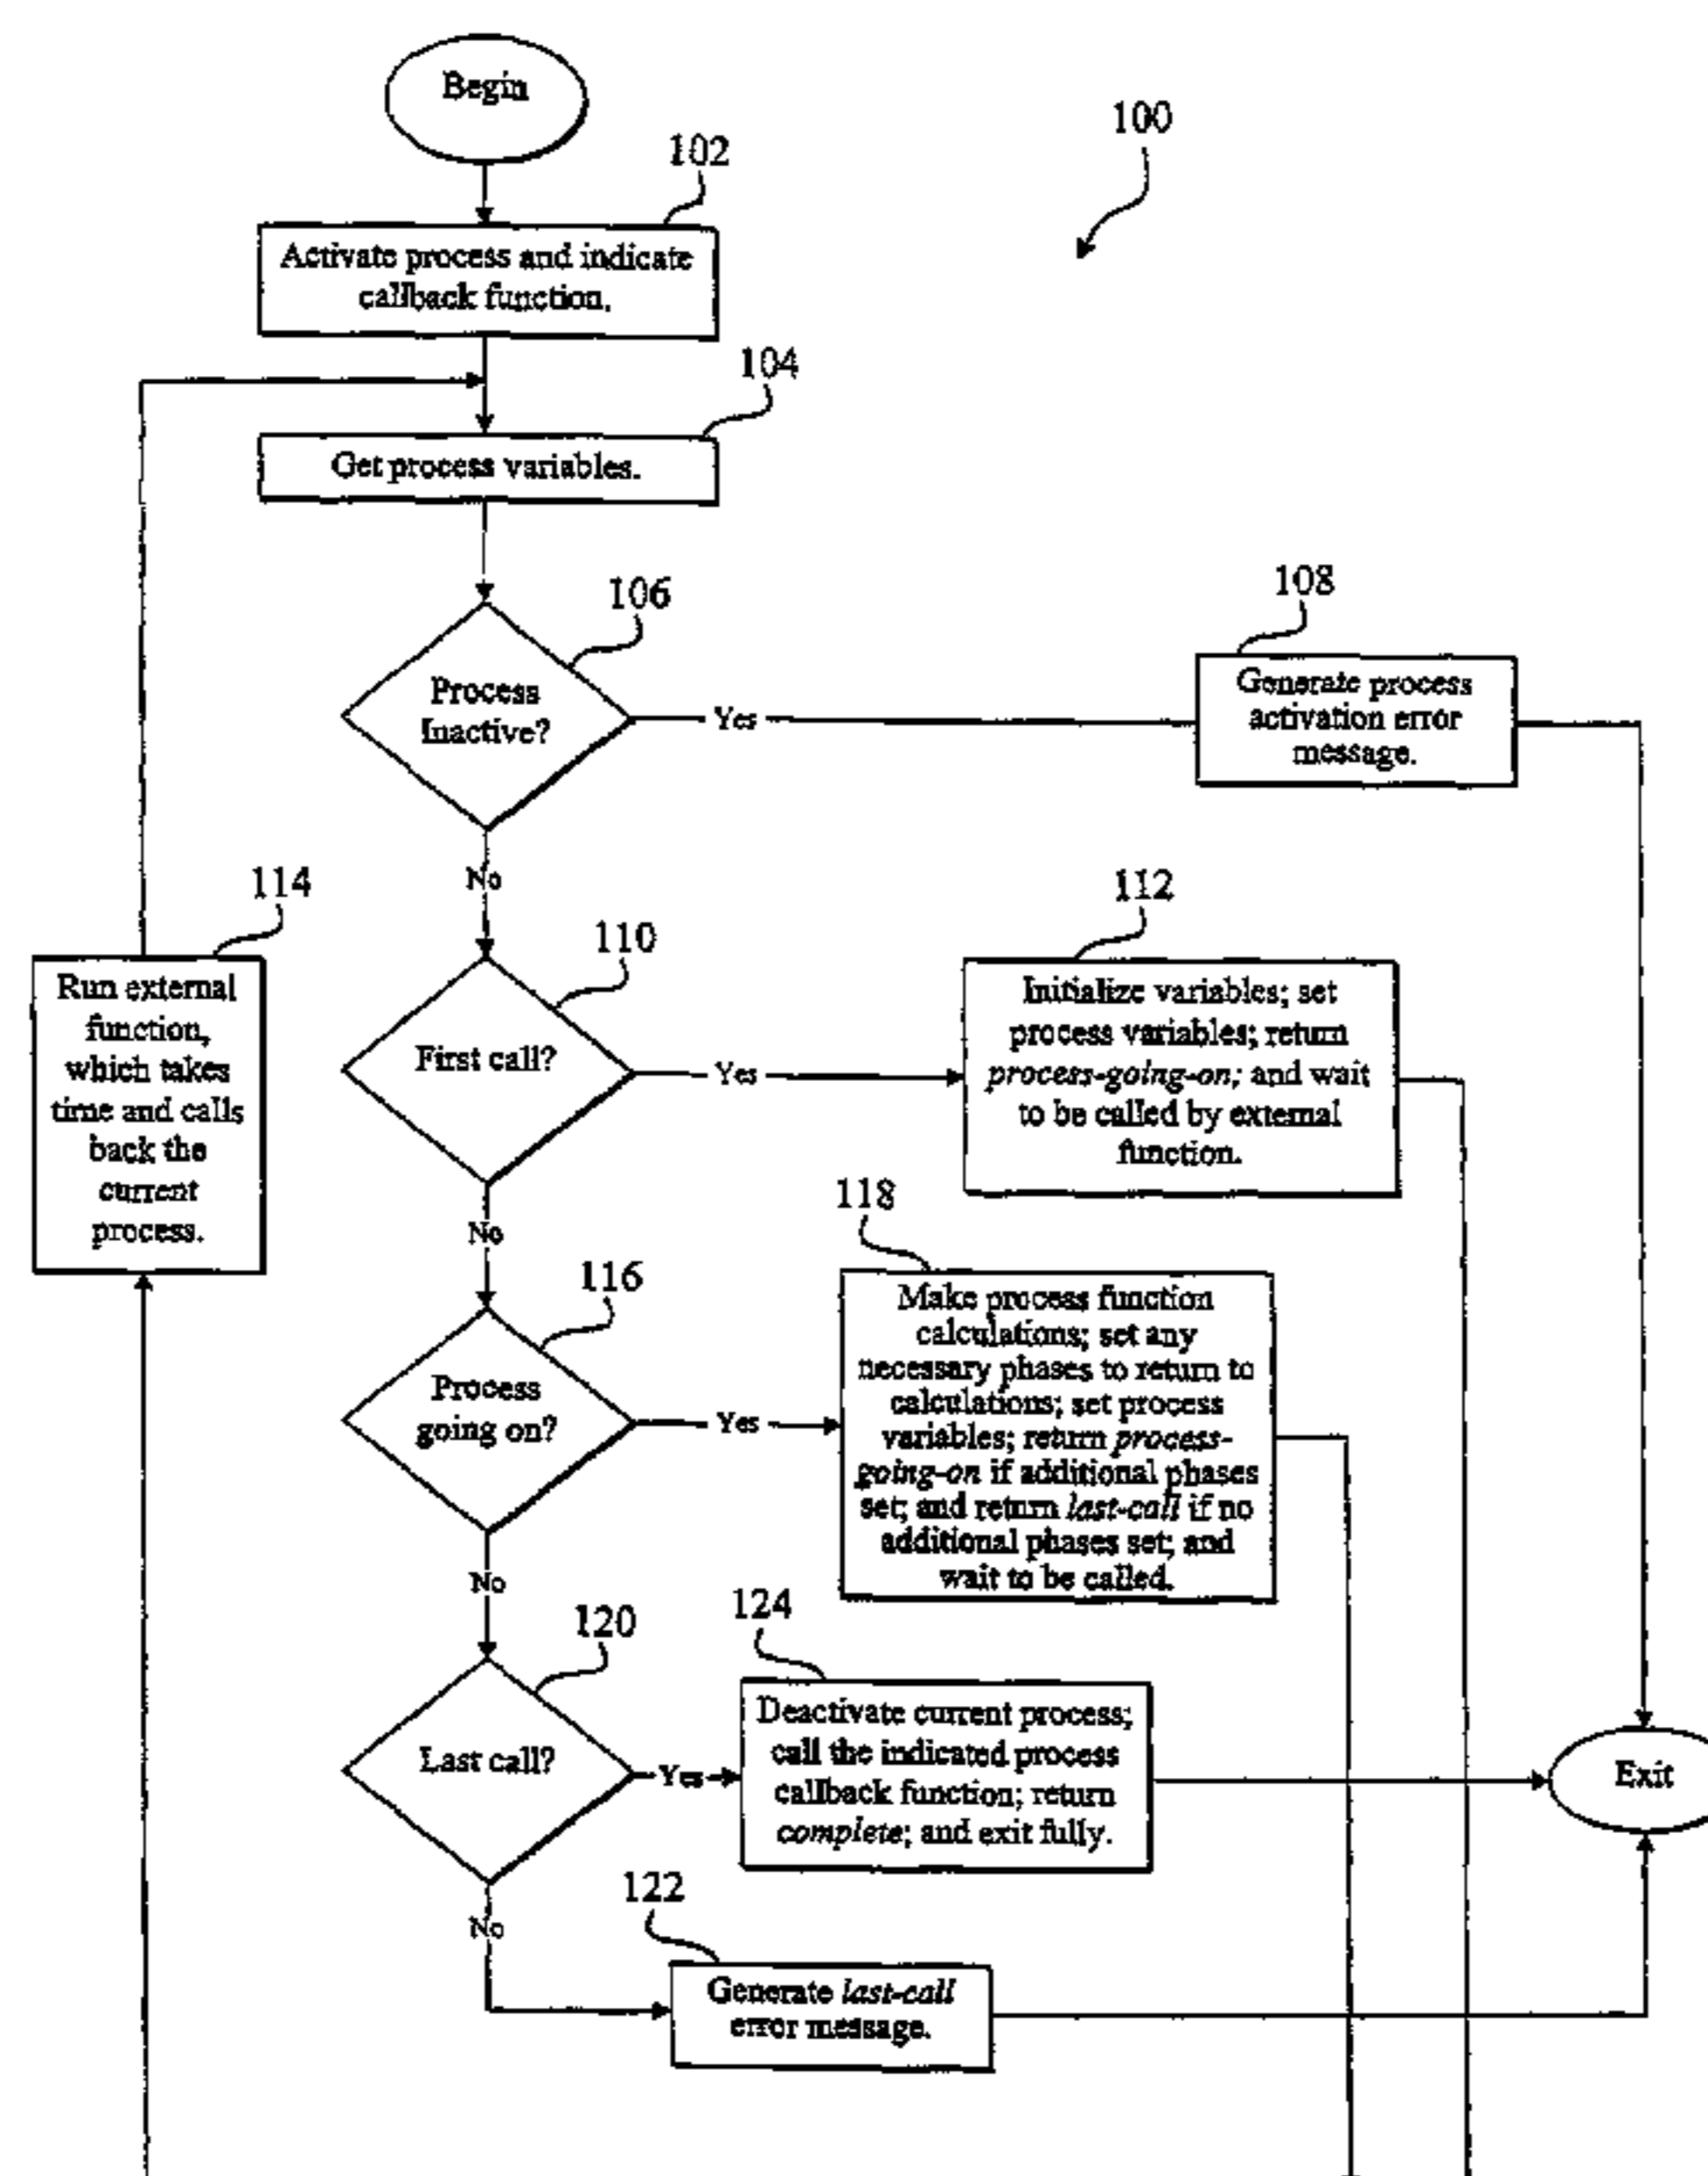 Begin
100
102
Activate process and indicate
callback function.
104
Get process variables.
106
Process
Inactive?
Yes
108
Generate process
activation error
message.
No
114
Run external
function,
which takes
time and calls
back the
current
process.
110
First call?
Yes
112
Initialize variables; set
process variables; return
process-going-on; and wait
to be called by external
function.
No
116
Process
going on?
Yes
118
Make process function
calculations; set any
necessary phases to return to
calculations; set process
variables; return process-
going-on if additional phases
set; and return last-call if no
additional phases set; and
wait to be called.
No
120
Last call?
Yes
124
Deactivate current process;
call the indicated process
callback function; return
complete; and exit fully.
Exit
No
122
Generate last-call
error message.